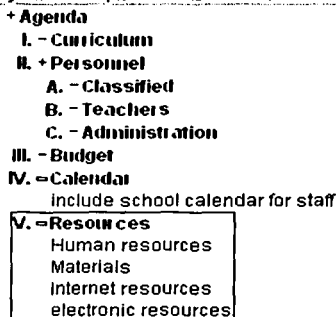 + Agenda
I. - Curriculum
II. + Personnel
A. - Classified
B. - Teachers
C. - Administration
III. - Budget
IV. - Calendar
Include school calendar for staff
V. - Resources
Human resources
Materials
Internet resources
electronic resources